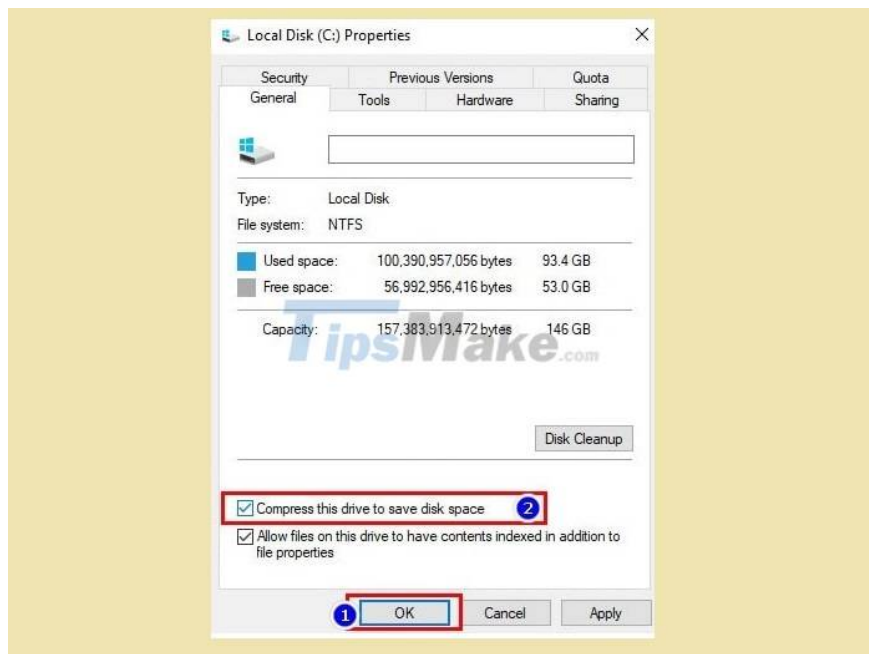 Local Disk (C:) Properties
Security Previous Versions Quota
General Tools Hardware Sharing
Type: Local Disk
File system: NTFS
Used space: 100,390,957,056 bytes 93.4 GB
Free space: 56,992,956,416 bytes 53.0 GB
Capacity: 157,383,913,472 bytes 146 GB
TipsMake.com
Disk Cleanup
Compress this drive to save disk space 2
Allow files on this drive to have contents indexed in addition to
file properties
1 OK Cancel Apply